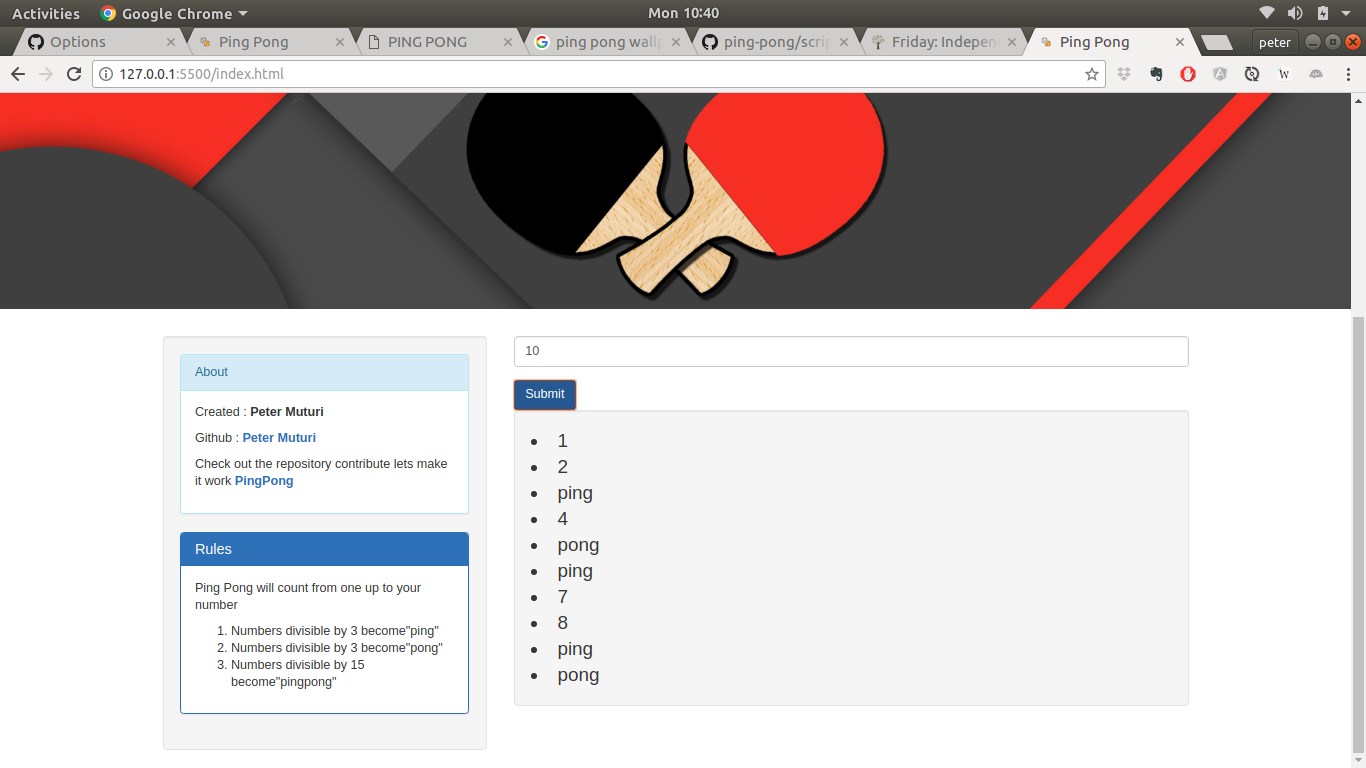 Activities Google Chrome Mon 10:40
Options Ping Pong PING PONG ping pong wallp ping-pong/scrip Friday: Indepen Ping Pong peter
127.0.0.1:5500/index.html W
About
Created : Peter Muturi
Github : Peter Muturi
Check out the repository contribute lets make
it work PingPong
Rules
Ping Pong will count from one up to your
number
1. Numbers divisible by 3 become"ping"
2. Numbers divisible by 3 become"pong"
3. Numbers divisible by 15
become"pingpong"
10
Submit
1
2
ping
4
pong
ping
7
8
ping
pong